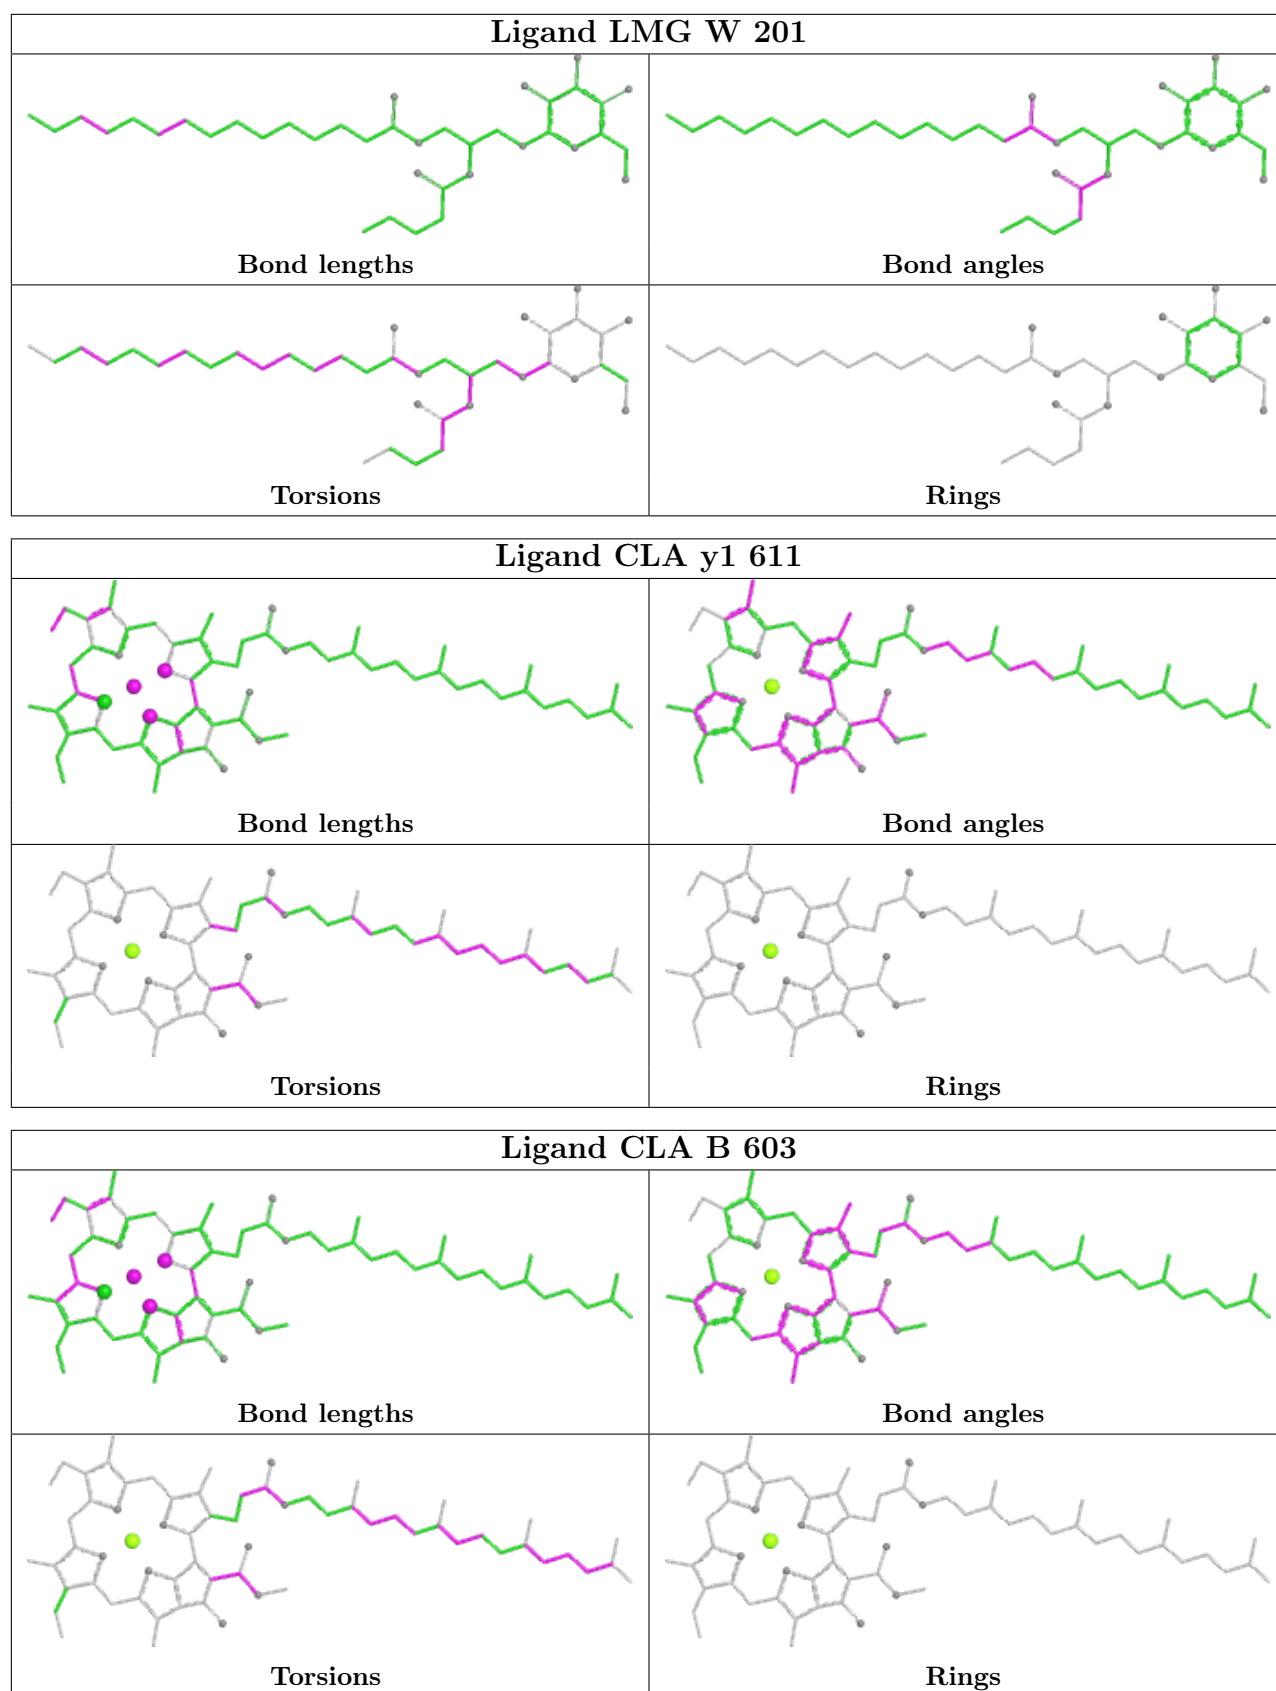 Ligand LMG W 201
Bond lengths
Bond angles
Torsions
Rings
Ligand CLA y1 611
Bond lengths
Bond angles
Torsions
Rings
Ligand CLA B 603
Bond lengths
Bond angles
Torsions
Rings